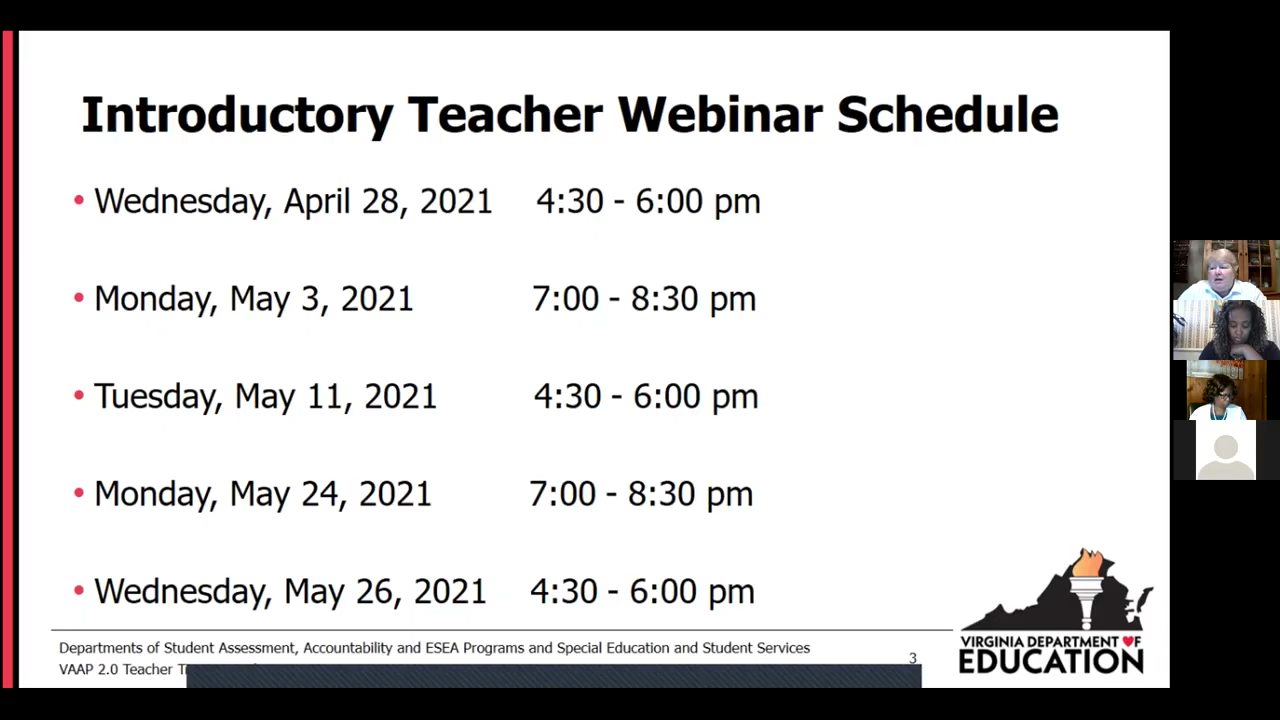 Introductory Teacher Webinar Schedule
• Wednesday, April 28, 2021 4:30 - 6:00 pm
• Monday, May 3, 2021 7:00 - 8:30 pm
• Tuesday, May 11, 2021 4:30 - 6:00 pm
• Monday, May 24, 2021 7:00 - 8:30 pm
• Wednesday, May 26, 2021 4:30 - 6:00 pm
Departments of Student Assessment, Accountability and ESEA Programs and Special Education and Student Services
VAAP 2.0 Teacher
3
VIRGINIA DEPARTMENT OF
EDUCATION